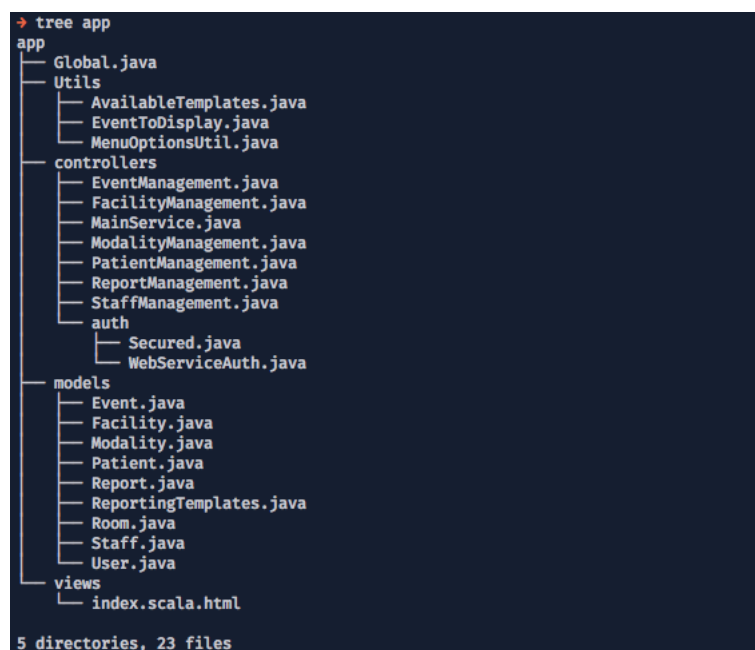 → tree app
app
├── Global.java
├── Utils
│   ├── AvailableTemplates.java
│   ├── EventToDisplay.java
│   └── MenuOptionsUtil.java
├── controllers
│   ├── EventManagement.java
│   ├── FacilityManagement.java
│   ├── MainService.java
│   ├── ModalityManagement.java
│   ├── PatientManagement.java
│   ├── ReportManagement.java
│   ├── StaffManagement.java
│   └── auth
│       ├── Secured.java
│       └── WebServiceAuth.java
├── models
│   ├── Event.java
│   ├── Facility.java
│   ├── Modality.java
│   ├── Patient.java
│   ├── Report.java
│   ├── ReportingTemplates.java
│   ├── Room.java
│   ├── Staff.java
│   └── User.java
└── views
    └── index.scala.html
5 directories, 23 files